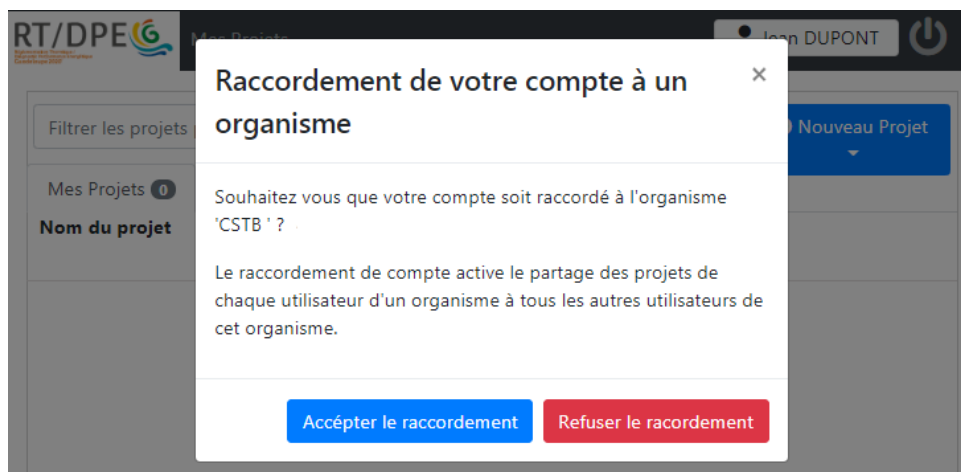 RT/DPE
Mes Projets
Jean DUPONT
Raccordement de votre compte à un
organisme
×
Filtrer les projets
Nouveau Projet
Mes Projets 0
Nom du projet
Souhaitez vous que votre compte soit raccordé à l'organisme
'CSTB ' ?
Le raccordement de compte active le partage des projets de
chaque utilisateur d'un organisme à tous les autres utilisateurs de
cet organisme.
Accépter le raccordement
Refuser le racordement